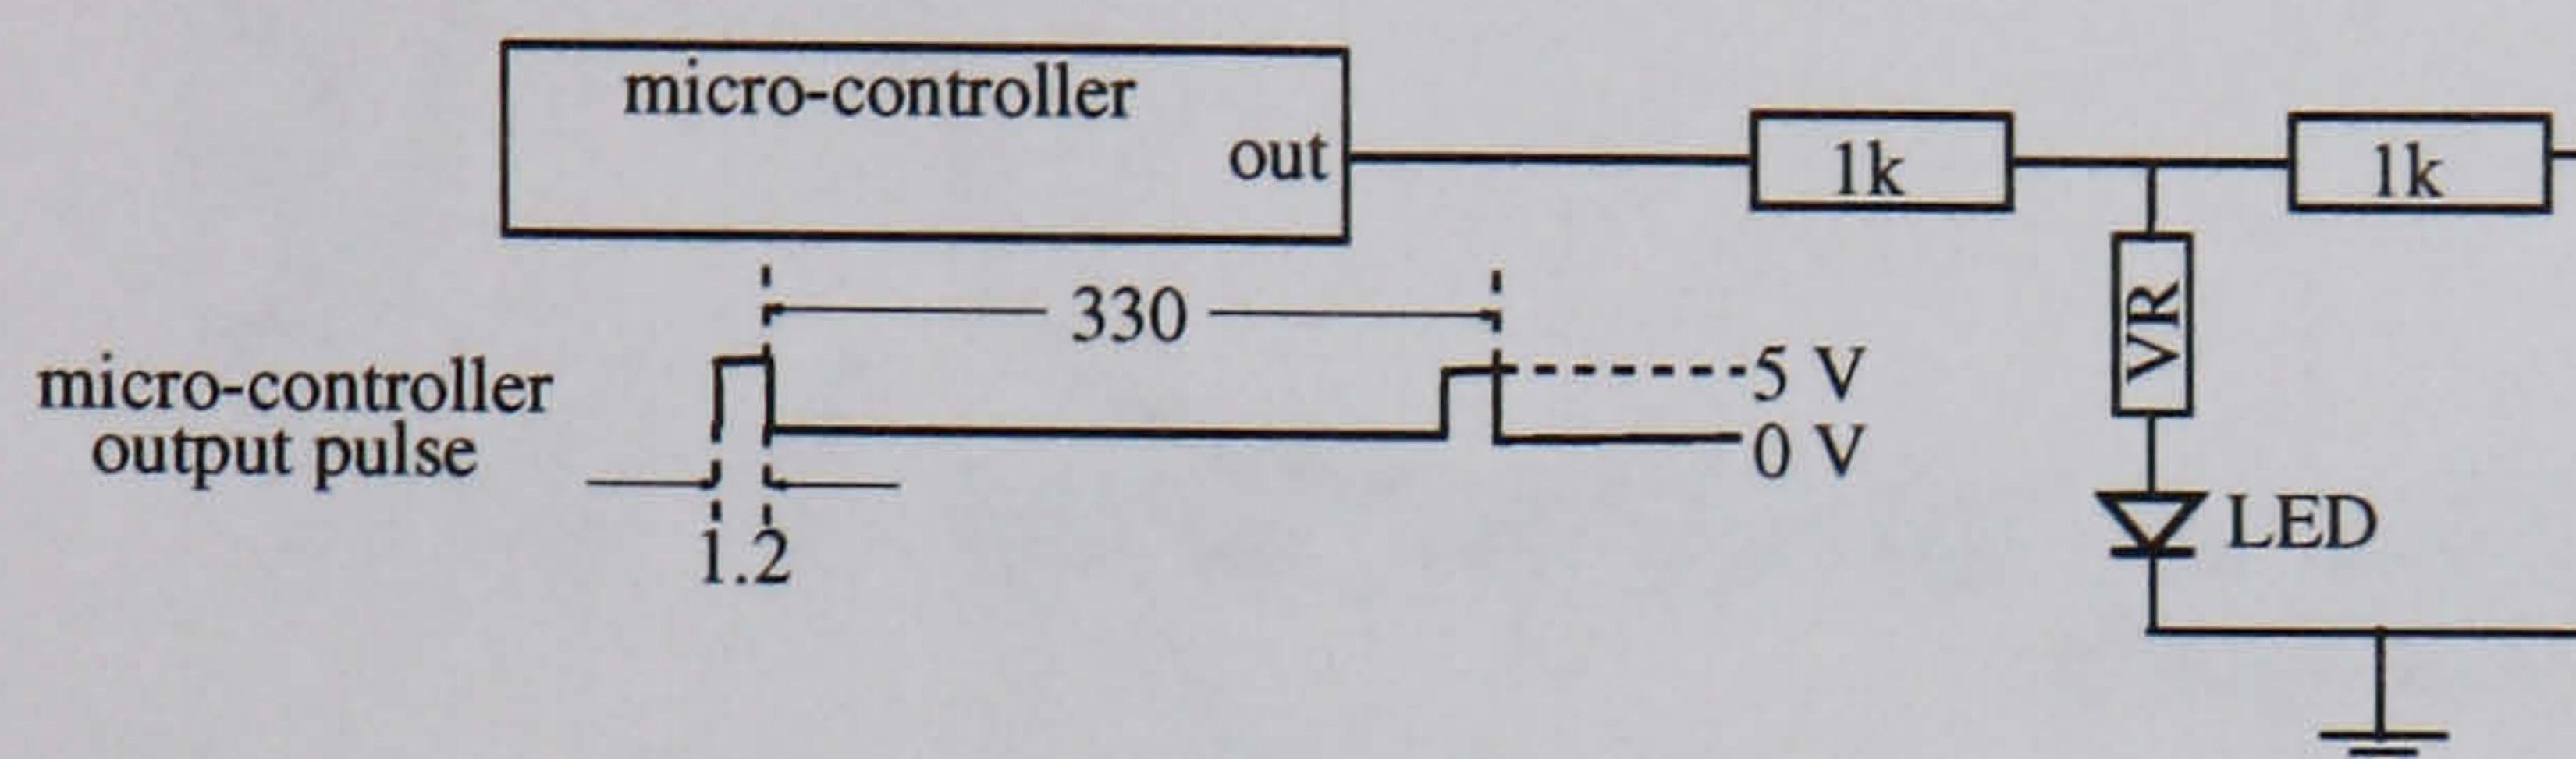 micro-controller
out
1k
1k
330
VR
micro-controller
output pulse
5 V
0 V
1.2
LED